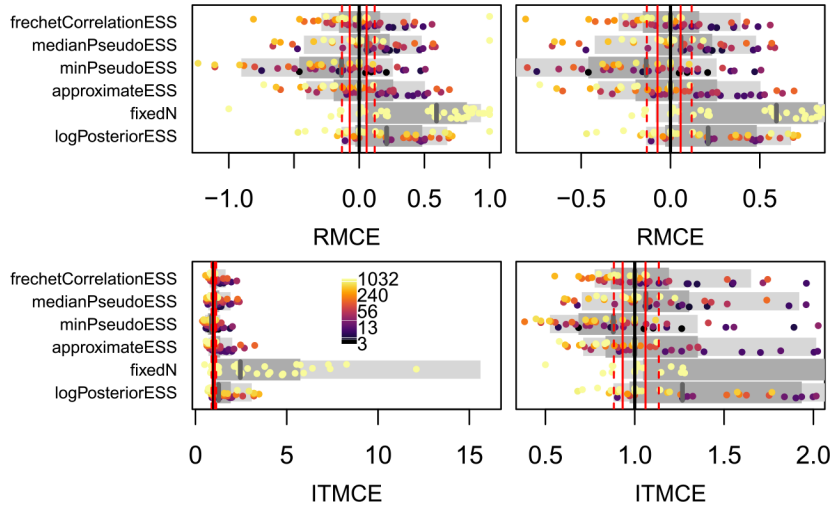 frechetCorrelationESS
medianPseudoESS
minPseudoESS
approximateESS
fixedN
logPosteriorESS
−1.0 0.0 0.5 1.0
RMCE
−0.5 0.0 0.5
RMCE
frechetCorrelationESS
medianPseudoESS
minPseudoESS
approximateESS
fixedN
logPosteriorESS
1032
240
56
13
3
0 5 10 15
ITMCE
0.5 1.0 1.5 2.0
ITMCE